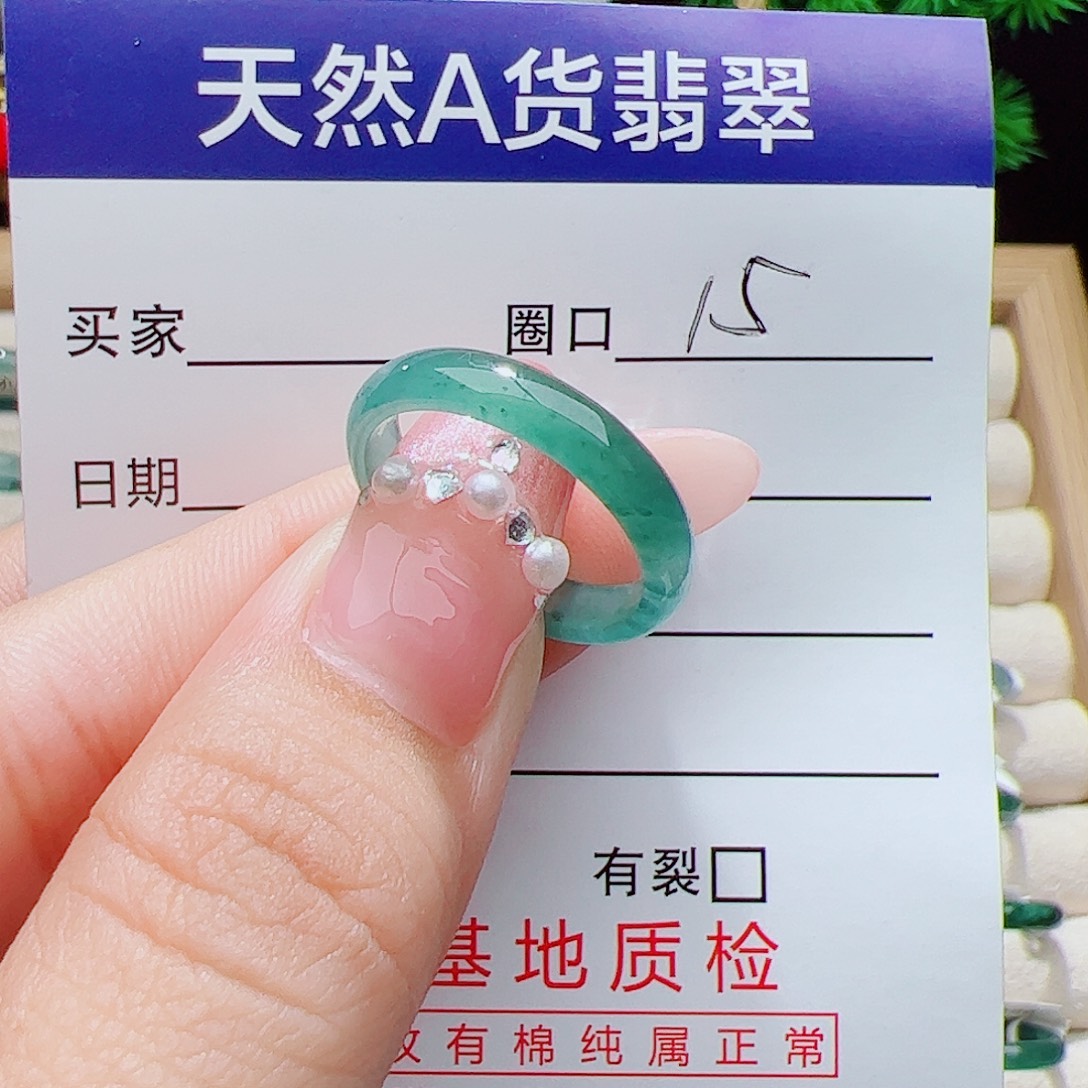 天然A货翡翠
买家 圈口 15
日期
有裂□
基地质检
有棉纯属正常